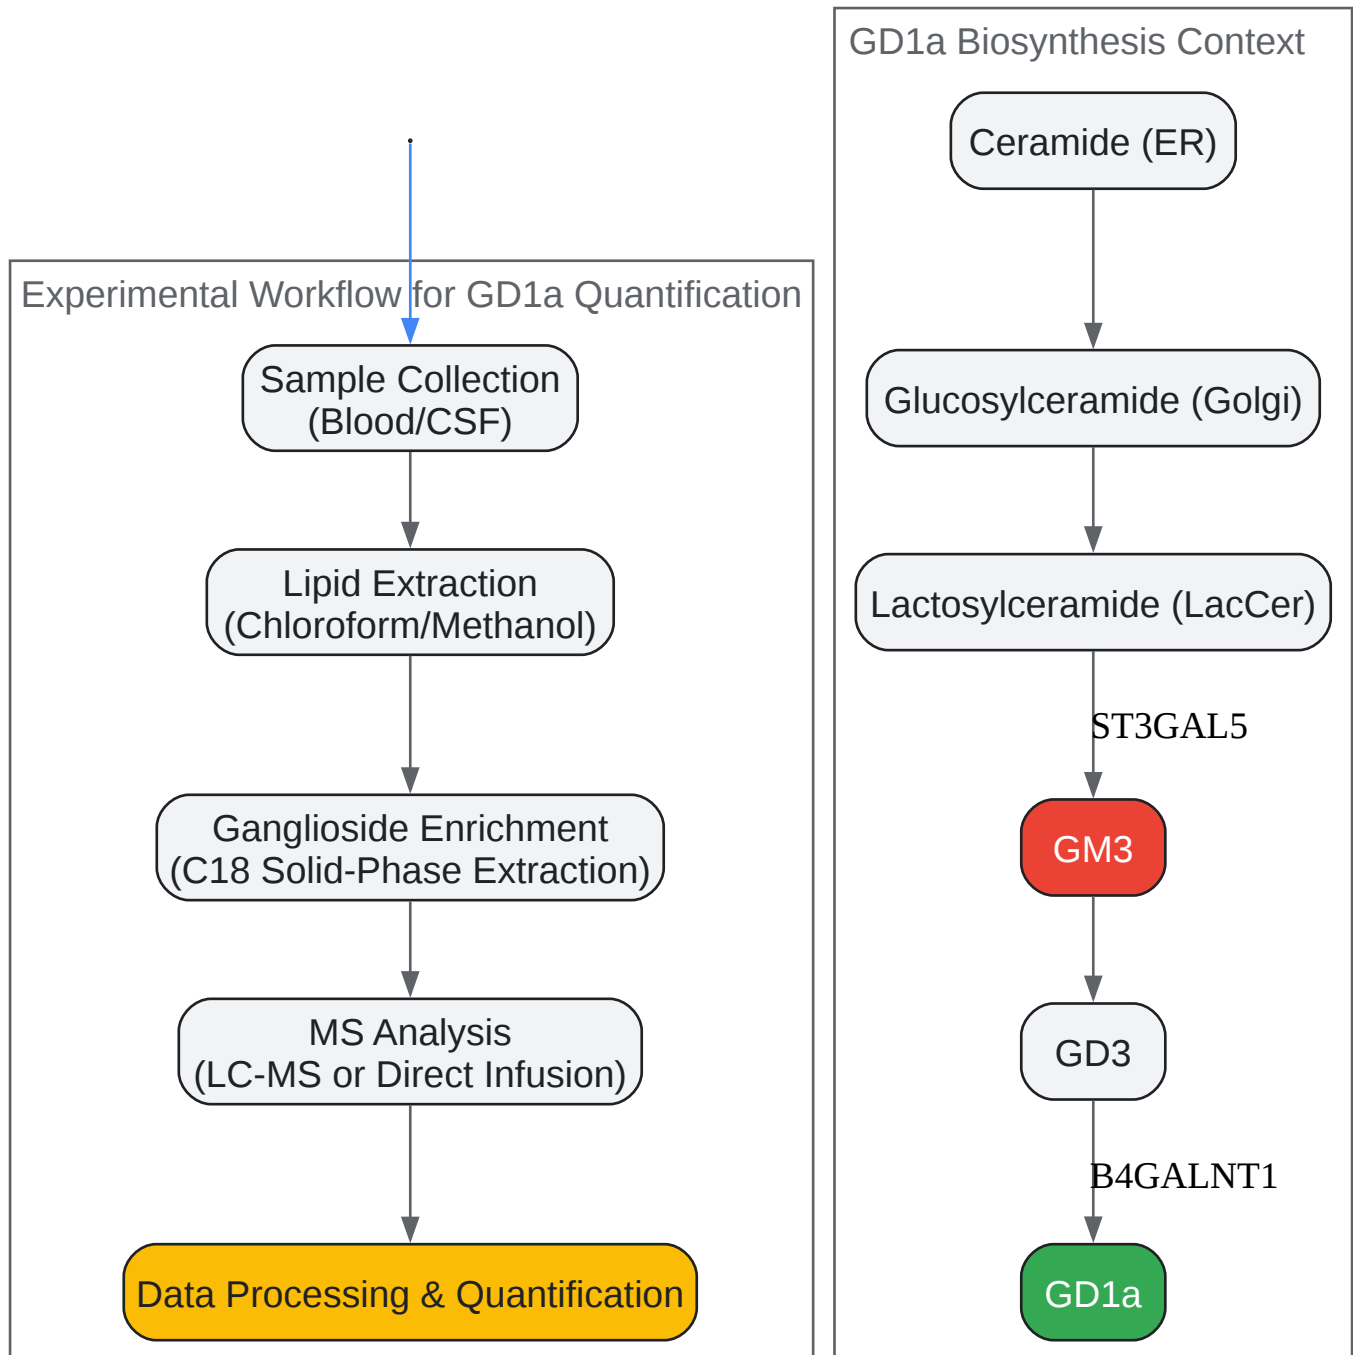 Experimental Workflow for GD1a Quantification
Sample Collection
(Blood/CSF)
Lipid Extraction
(Chloroform/Methanol)
Ganglioside Enrichment
(C18 Solid-Phase Extraction)
MS Analysis
(LC-MS or Direct Infusion)
Data Processing & Quantification
GD1a Biosynthesis Context
Ceramide (ER)
Glucosylceramide (Golgi)
Lactosylceramide (LacCer)
ST3GAL5
GM3
GD3
B4GALNT1
GD1a